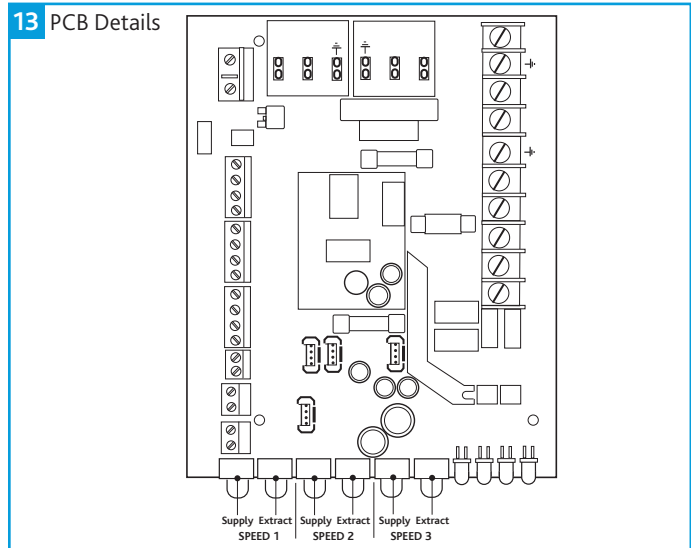 13 PCB Details
Supply Extract Supply Extract Supply Extract
SPEED 1 SPEED 2 SPEED 3